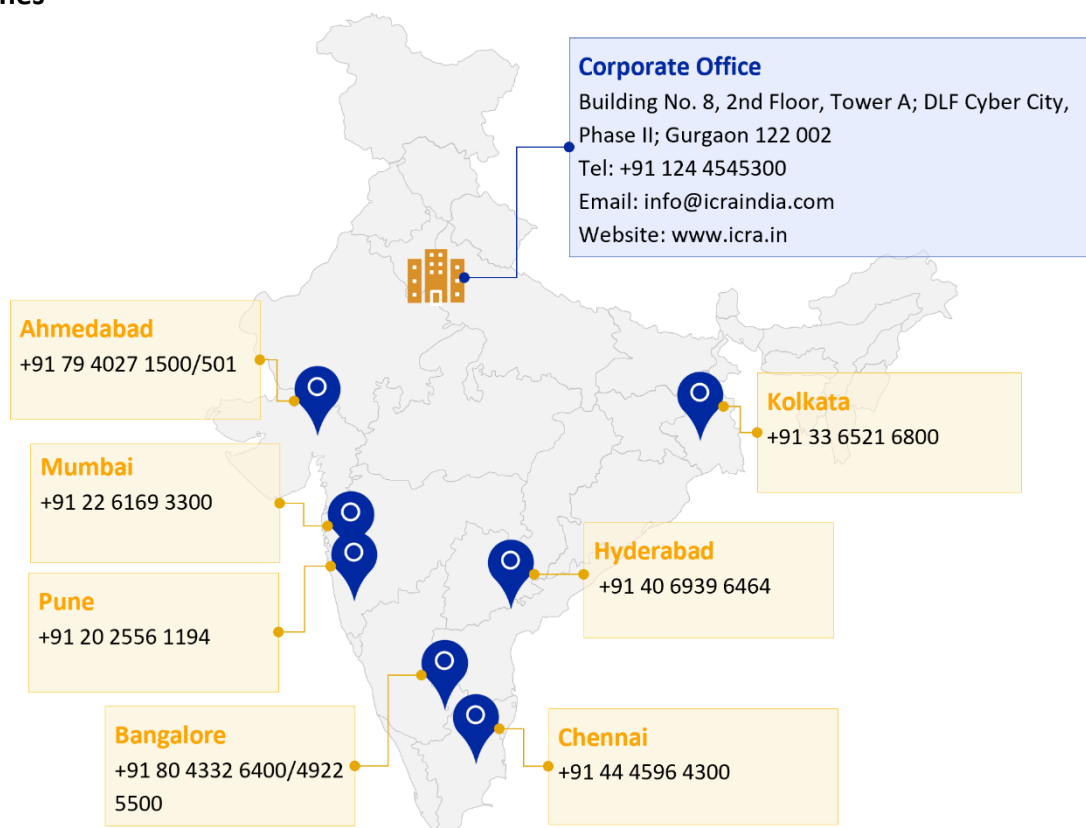 Corporate Office
Building No. 8, 2nd Floor, Tower A; DLF Cyber City,
Phase II; Gurgaon 122 002
Tel: +91 124 4545300
Email: info@icraindia.com
Website: www.icra.in
Ahmedabad
+91 79 4027 1500/501
Kolkata
+91 33 6521 6800
Mumbai
+91 22 6169 3300
Hyderabad
+91 40 6939 6464
Pune
+91 20 2556 1194
Bangalore
+91 80 4332 6400/4922
5500
Chennai
+91 44 4596 4300